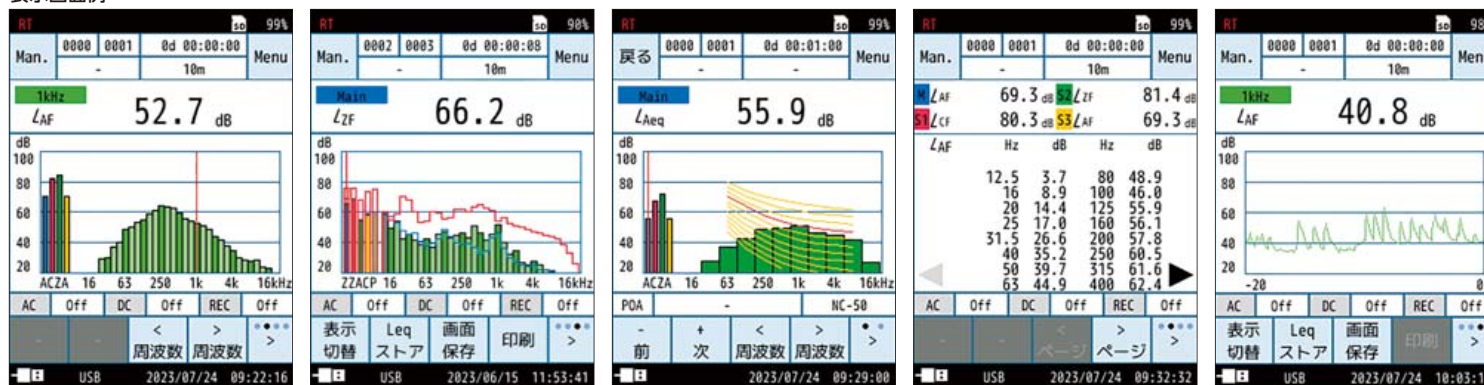 RT SD 99%
Man. 0000 0001 0d 00:00:00 Menu
- 10m
1kHz
LAF 52.7 dB
dB
100
80
60
40
20
ACZA 16 63 250 1k 4k 16kHz
AC Off DC Off REC Off
- - < >
周波数 周波数 >
USB 2023/07/24 09:22:16
RT SD 90%
Man. 0002 0003 0d 00:00:08 Menu
- 10m
Main
LZF 66.2 dB
dB
100
80
60
40
20
ZZACP 16 63 250 1k 4k 16kHz
AC Off DC Off REC Off
表示 Leq 画面 印刷 >
切替 ストア 保存
USB 2023/06/15 11:53:41
RT SD 99%
戻る 0000 0001 0d 00:01:00 Menu
- -
Main
LAeq 55.9 dB
dB
100
80
60
40
20
ACZA 16 63 250 1k 4k 16kHz
POA - NC-50
- + < >
前 次 周波数 周波数 >
2023/07/24 09:29:00
RT SD 99%
Man. 0000 0001 0d 00:00:00 Menu
- 10m
M LAF 69.3 dB S2 LZF 81.4 dB
S1 LCF 80.3 dB S3 LAF 69.3 dB
LAF Hz dB Hz dB
12.5 3.7 80 48.9
16 8.9 100 46.0
20 14.4 125 55.9
25 17.0 160 56.1
31.5 26.6 200 57.8
40 35.2 250 60.5
50 39.7 315 61.6
63 44.9 400 62.4
AC Off DC Off REC Off
- - < >
ページ ページ >
USB 2023/07/24 09:32:32
RT SD 98
Man. 0000 0001 0d 00:00:00 Men
- 10m
1kHz
LAF 40.8 dB
dB
100
80
60
40
20
-20 0
AC Off DC Off REC Off
表示 Leq 画面 印刷 >
切替 ストア 保存
USB 2023/07/24 10:03: